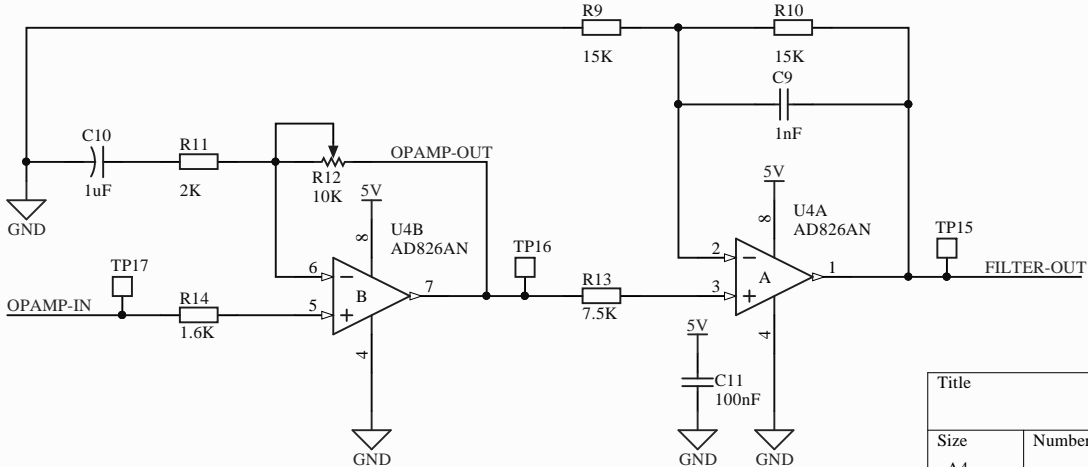 R9
15K
R10
15K
C9
1nF
C10
1uF
R11
2K
R12
10K
OPAMP-OUT
5V
U4B
AD826AN
8
6
5
B
7
4
GND
GND
TP17
OPAMP-IN
R14
1.6K
TP16
R13
7.5K
5V
U4A
AD826AN
8
2
3
A
1
4
TP15
FILTER-OUT
5V
C11
100nF
GND
GND
Title
Size
Number
A4